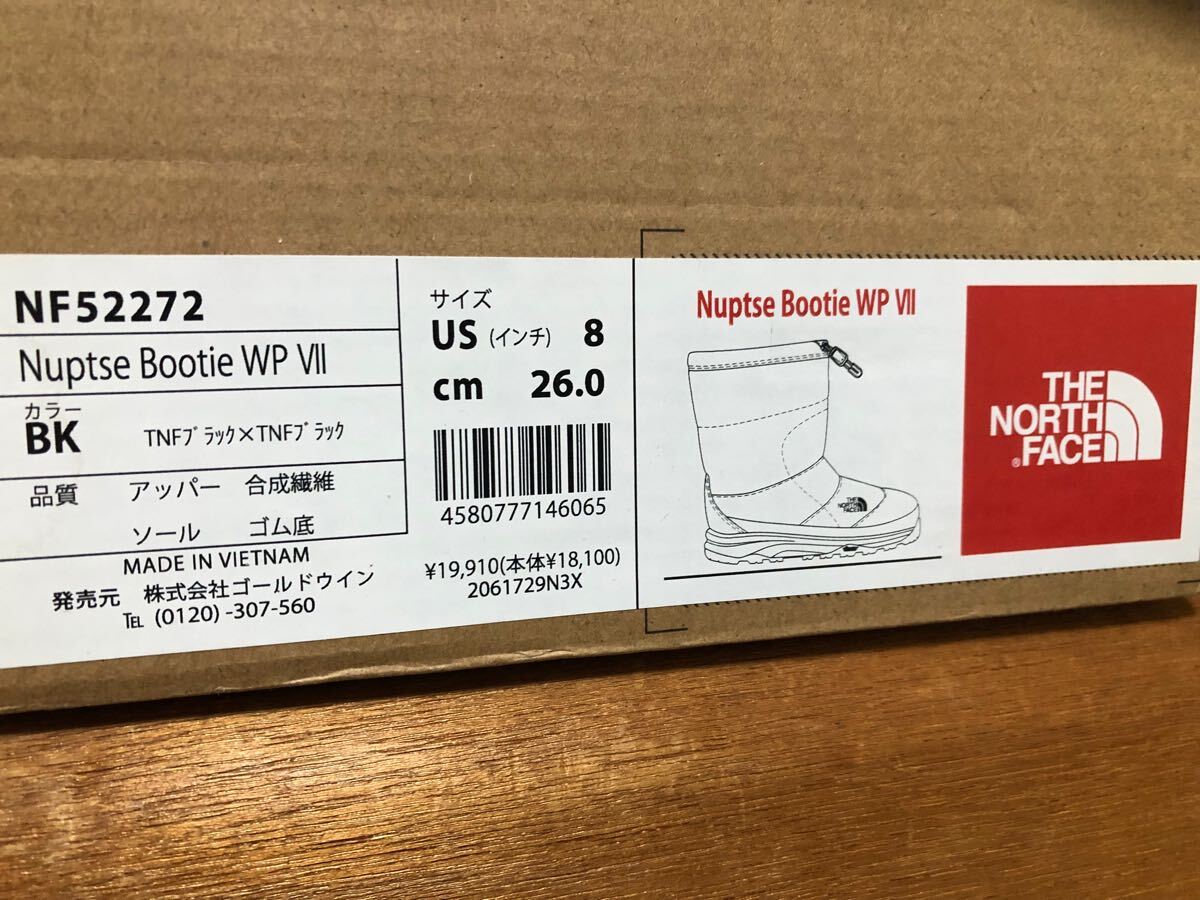 NF52272
Nuptse Bootie WP VII
カラー
BK TNFﾌﾞﾗｯｸ×TNFﾌﾞﾗｯｸ
品質 アッパー 合成繊維
ソール ゴム底
MADE IN VIETNAM
発売元 株式会社ゴールドウイン
TEL (0120) -307-560
サイズ
US (インチ) 8
cm 26.0
4580777146065
¥19,910(本体¥18,100)
2061729N3X
Nuptse Bootie WP VII
THE
NORTH
FACE
THE
NORTH
®FACE